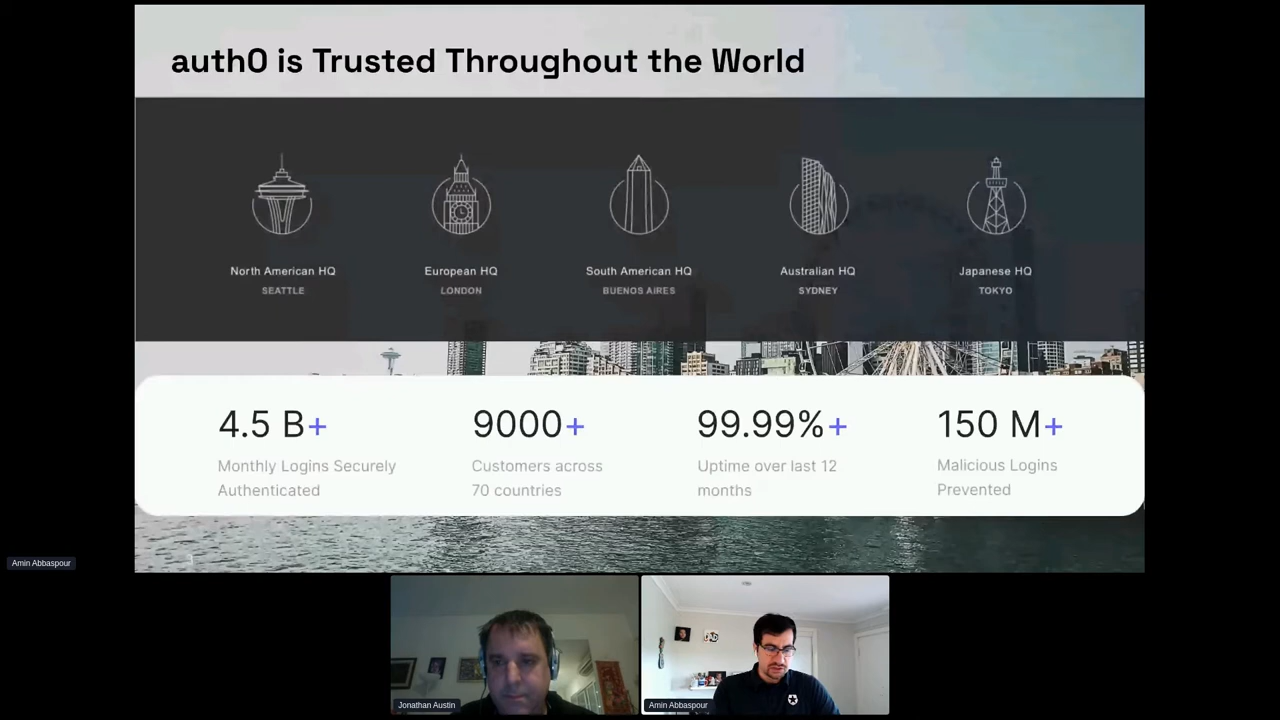 auth0 is Trusted Throughout the World
North American HQ
SEATTLE
European HQ
LONDON
South American HQ
BUENOS AIRES
Australian HQ
SYDNEY
Japanese HQ
TOKYO
4.5 B+
Monthly Logins Securely
Authenticated
9000+
Customers across
70 countries
99.99%+
Uptime over last 12
months
150 M+
Malicious Logins
Prevented
Amin Abbaspour
Jonathan Austin
Amin Abbaspour